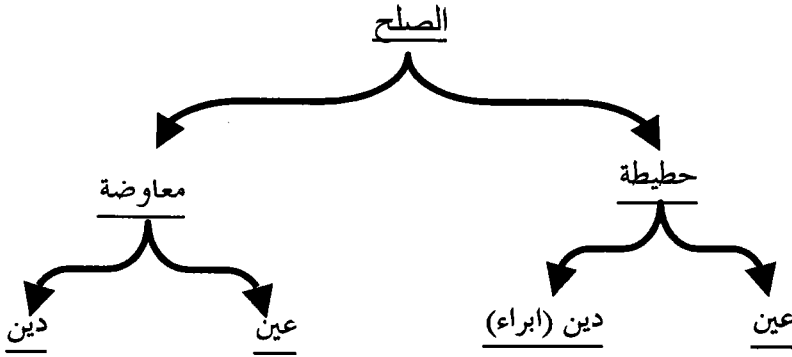 الصلح
حطيطة
معاوضة
عين
دين (ابراء)
عين
دين